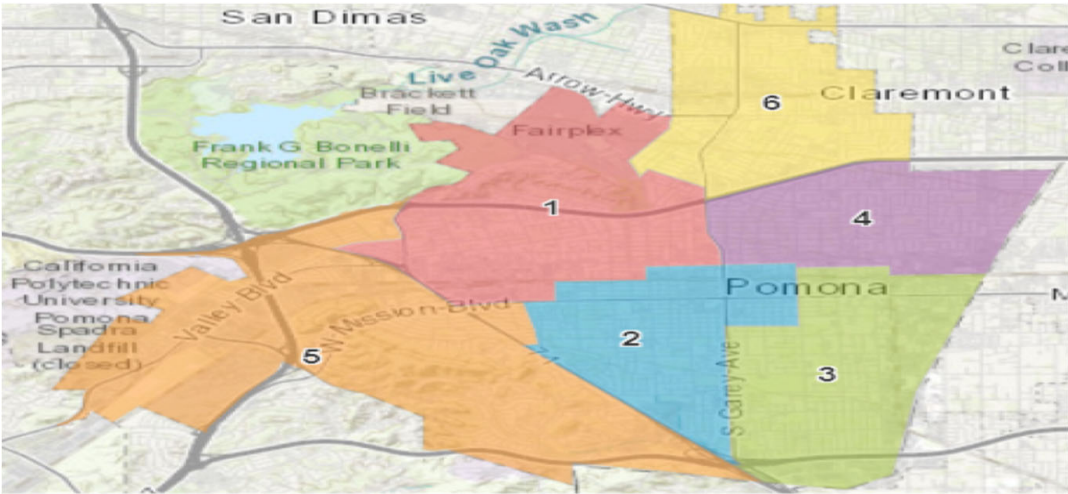 San Dimas
Live Oak Wash
Arrow-Hwy
Brackett
Field
Fairplex
6
Claremont
Clare
Coll
Frank G Bonelli
Regional Park
1
4
California
Polytechnic
University
Pomona
Spadra
Landfill
(closed)
Valley Blvd
W Mission-Blvd
Pomona
M
2
5
3
S Garey Ave